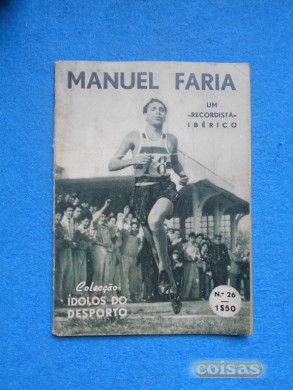 MANUEL FARIA
UM
«RECORDISTA»
IBÉRICO
Colecção
ÍDOLOS DO
DESPORTO
N.º 26
1$50
coisas